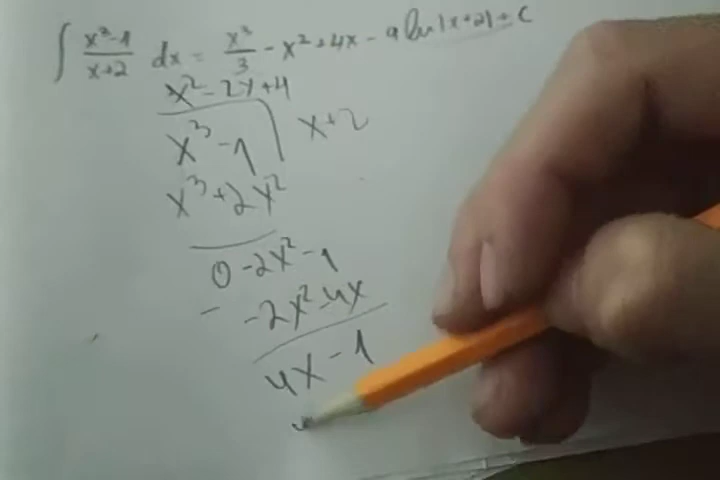 ∫ x³-1/x+2 dx = x³/3 - x² + 4x - 9 ln|x+2| + C
x² - 2x + 4
x³ - 1 x+2
x³ + 2x²
0 - 2x² - 1
- -2x² - 4x
4x - 1